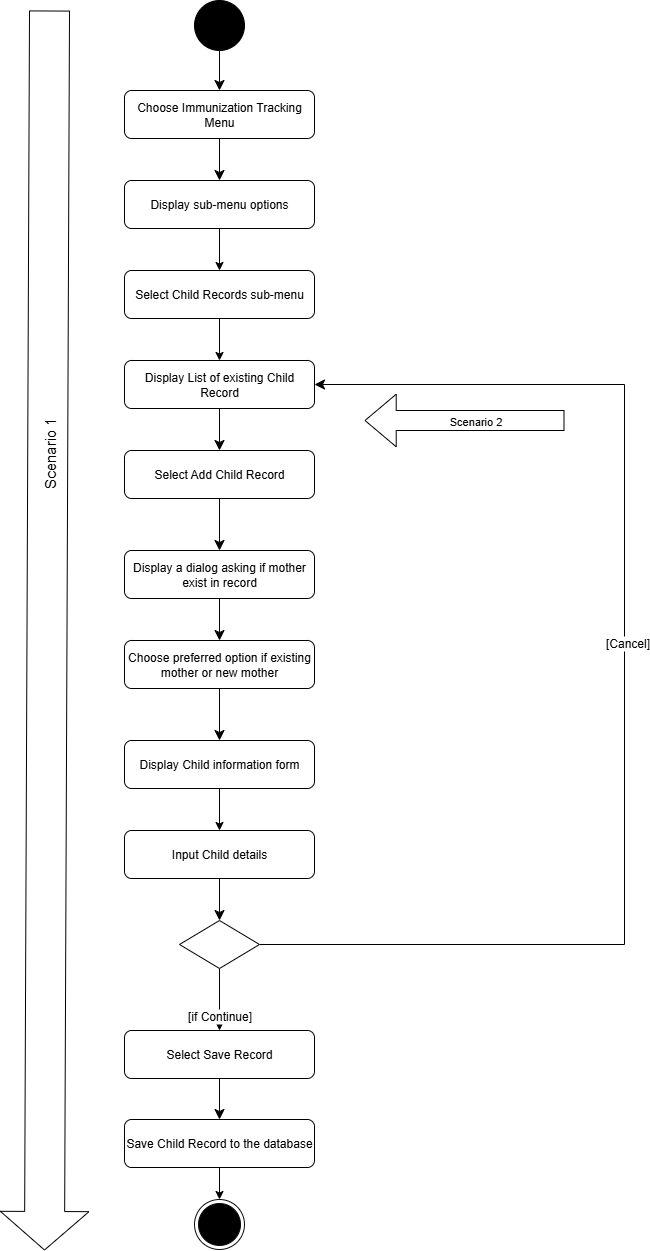 Choose Immunization Tracking
Menu
Display sub-menu options
Select Child Records sub-menu
Display List of existing Child
Record
Scenario 2
Scenario 1
Select Add Child Record
Display a dialog asking if mother
exist in record
Choose preferred option if existing
mother or new mother
[Cancel]
Display Child information form
Input Child details
[if Continue]
Select Save Record
Save Child Record to the database